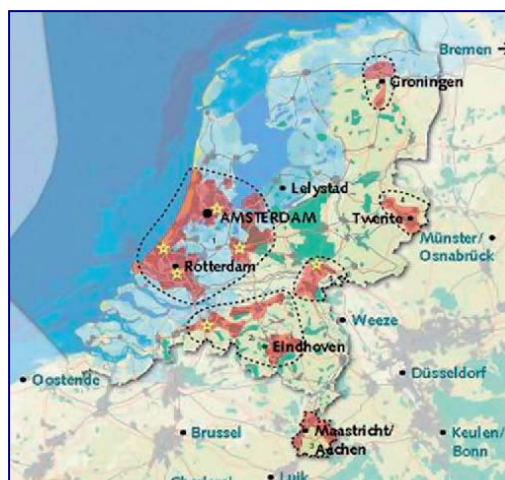 Bremen
Groningen
Lelystad
AMSTERDAM
Twente
Münster/
Osnabrück
Rotterdam
Weeze
Eindhoven
Oostende
Düsseldorf
Brussel
Maastricht/
Aachen
Keulen/
Bonn
Luik